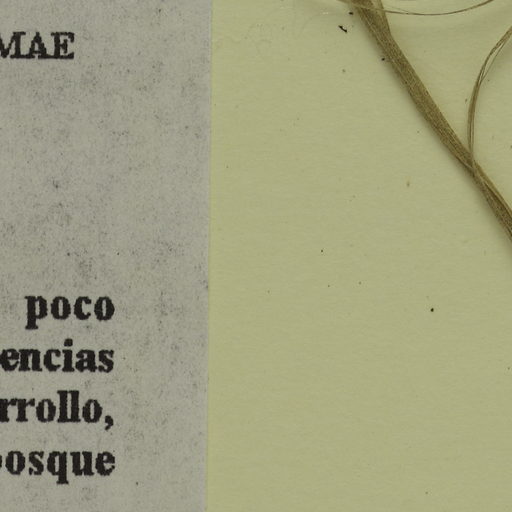 MAE
poco
encias
rrollo,
bosque